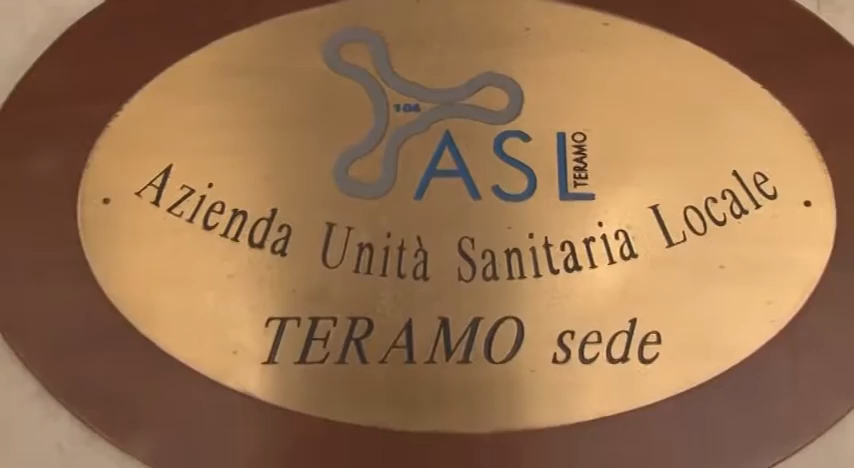 104
ASL
TERAMO
Azienda Unità Sanitaria Locale
TERAMO sede